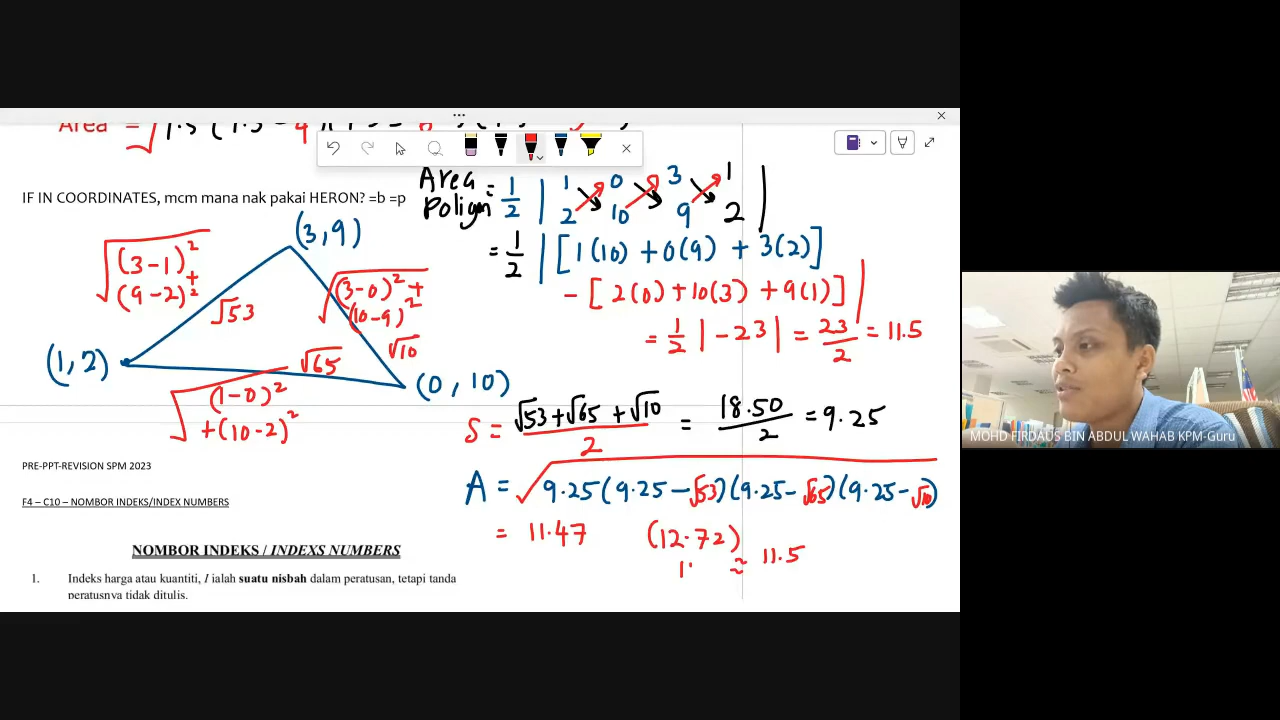 Area =
IF IN COORDINATES, mcm mana nak pakai HERON? =b =p
Area Poligon = 1/2 | 1 0 3 1
2 10 9 2 |
= 1/2 | [1(10) + 0(9) + 3(2)]
- [2(0) + 10(3) + 9(1)] |
= 1/2 | -23 | = 23/2 = 11.5
(3, 9)
√(3-1)² + (9-2)²
√53
√(3-0)² + (10-9)²
√10
(1, 2)
√65
(0, 10)
√(1-0)² + (10-2)²
S = √53 + √65 + √10 / 2 = 18.50 / 2 = 9.25
A = √9.25(9.25 - √53)(9.25 - √65)(9.25 - √10)
= 11.47 (12.72)
1. ≈ 11.5
MOHD FIRDAUS BIN ABDUL WAHAB KPM-Guru
PRE-PPT-REVISION SPM 2023
F4 – C10 – NOMBOR INDEKS/INDEX NUMBERS
NOMBOR INDEKS / INDEXS NUMBERS
1. Indeks harga atau kuantiti, I ialah suatu nisbah dalam peratusan, tetapi tanda
peratusnya tidak ditulis.